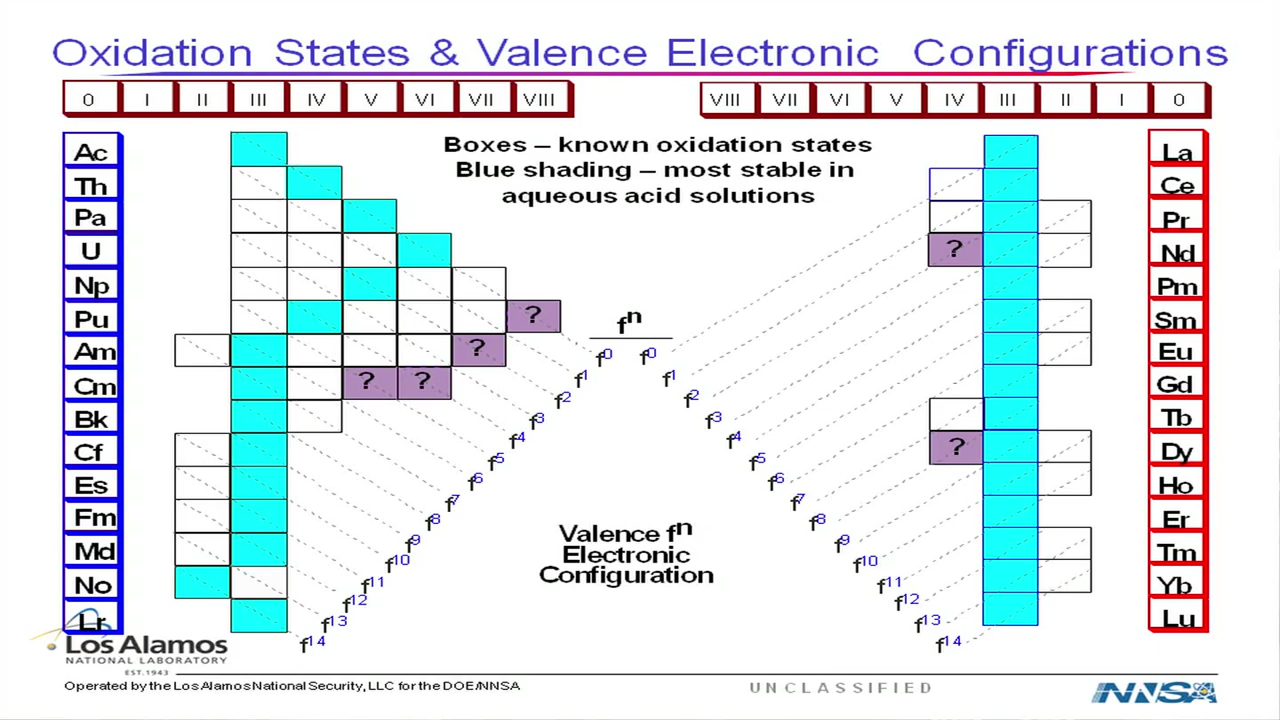 Oxidation States & Valence Electronic Configurations
0 I II III IV V VI VII VIII
VIII VII VI V IV III II I 0
Boxes – known oxidation states
Blue shading – most stable in
aqueous acid solutions
Ac
Th
Pa
U
Np
Pu
Am
Cm
Bk
Cf
Es
Fm
Md
No
Lr
?
?
? ?
fⁿ
f⁰ f⁰
f¹ f¹
f² f²
f³ f³
f⁴ f⁴
f⁵ f⁵
f⁶ f⁶
f⁷ f⁷
f⁸ f⁸
f⁹ f⁹
f¹⁰ f¹⁰
f¹¹ f¹¹
f¹² f¹²
f¹³ f¹³
f¹⁴ f¹⁴
Valence fⁿ
Electronic
Configuration
?
?
La
Ce
Pr
Nd
Pm
Sm
Eu
Gd
Tb
Dy
Ho
Er
Tm
Yb
Lu
Los Alamos
NATIONAL LABORATORY
EST.1943
Operated by the Los Alamos National Security, LLC for the DOE/NNSA
UNCLASSIFIED
NNSA